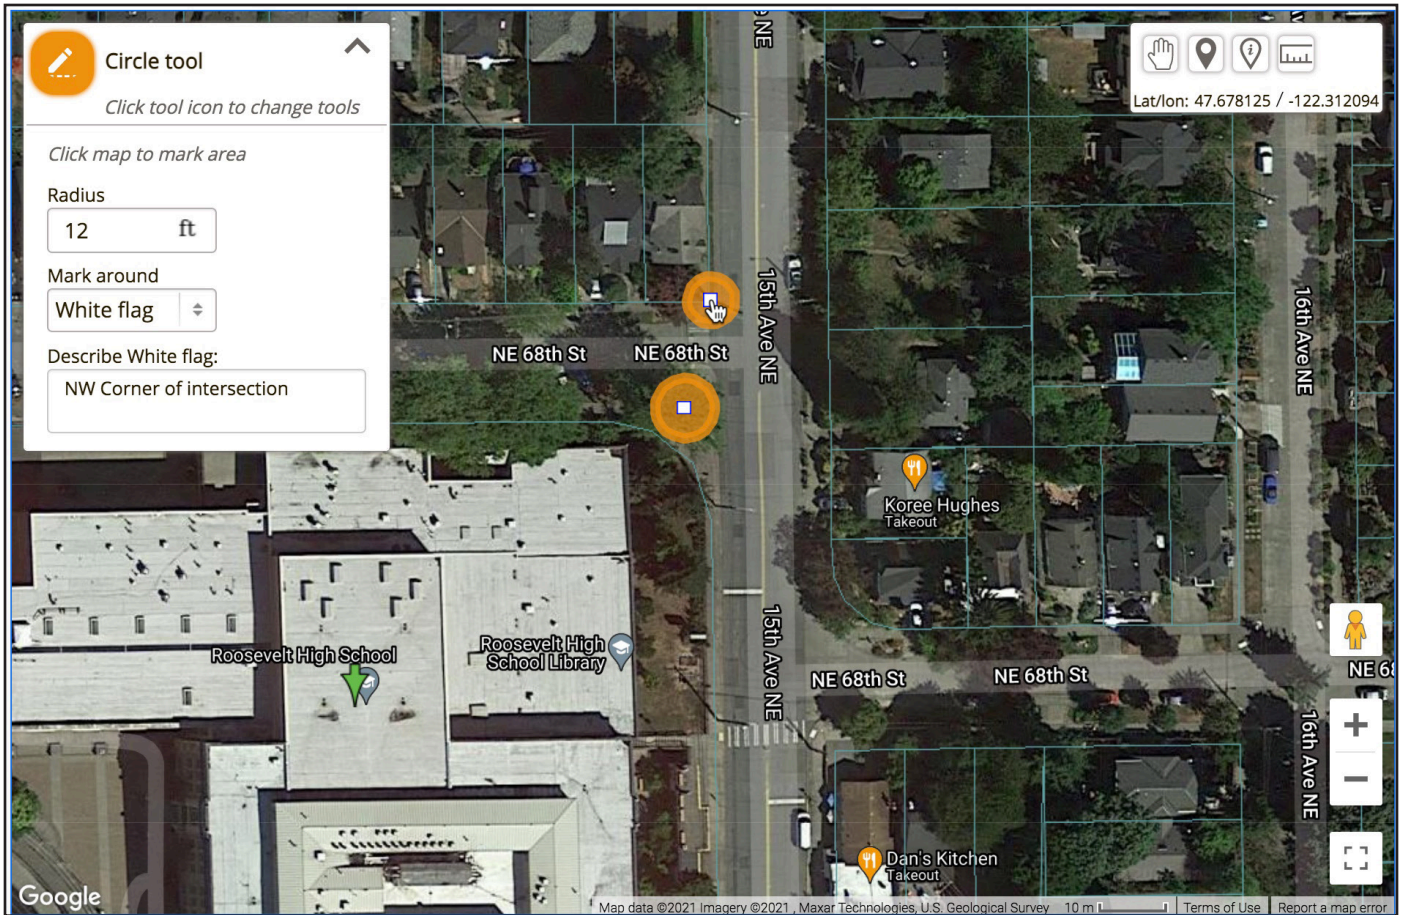 Circle tool
Click tool icon to change tools
Click map to mark area
Radius
12 ft
Mark around
White flag
Describe White flag:
NW Corner of intersection
Lat/lon: 47.678125 / -122.312094
e NE
NE 68th St
NE 68th St
15th Ave NE
16th Ave NE
Koree Hughes
Takeout
Roosevelt High School
Roosevelt High
School Library
15th Ave NE
NE 68th St
NE 68th St
NE 68
16th Ave NE
Dan's Kitchen
Takeout
Google
Map data ©2021 Imagery ©2021 , Maxar Technologies, U.S. Geological Survey
10 m
Terms of Use
Report a map error